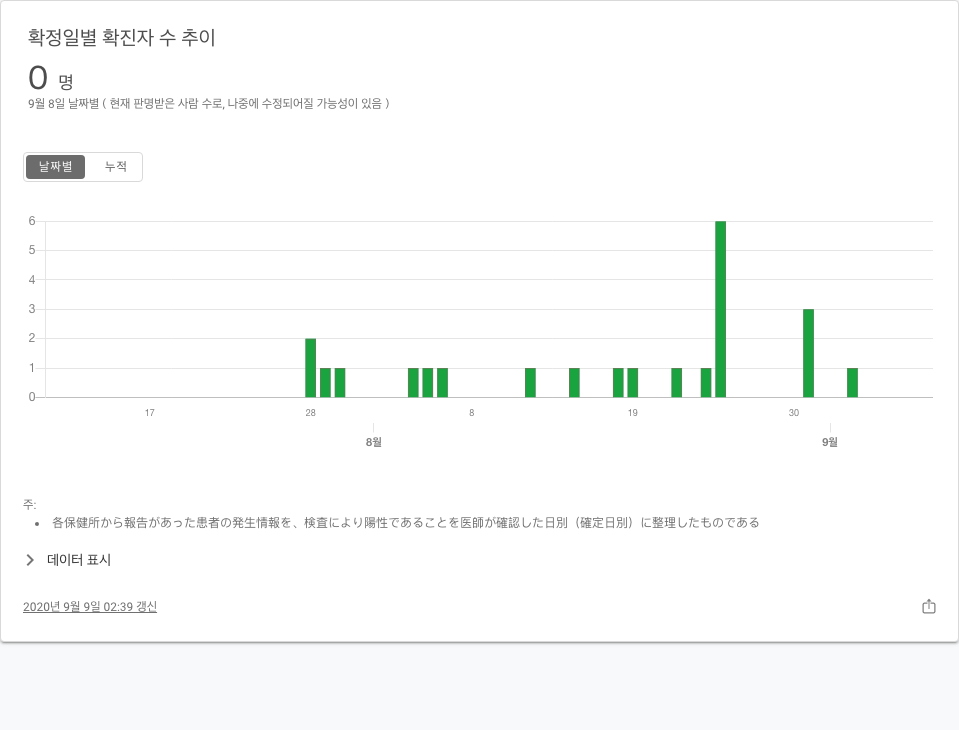 확정일별 확진자 수 추이
0 명
9월 8일 날짜별 ( 현재 판명받은 사람 수로, 나중에 수정되어질 가능성이 있음 )
날짜별 누적
6
5
4
3
2
1
0
17 28 8 19 30
8월 9월
주:
• 各保健所から報告があった患者の発生情報を、検査により陽性であることを医師が確認した日別（確定日別）に整理したものである
데이터 표시
2020년 9월 9일 02:39 갱신